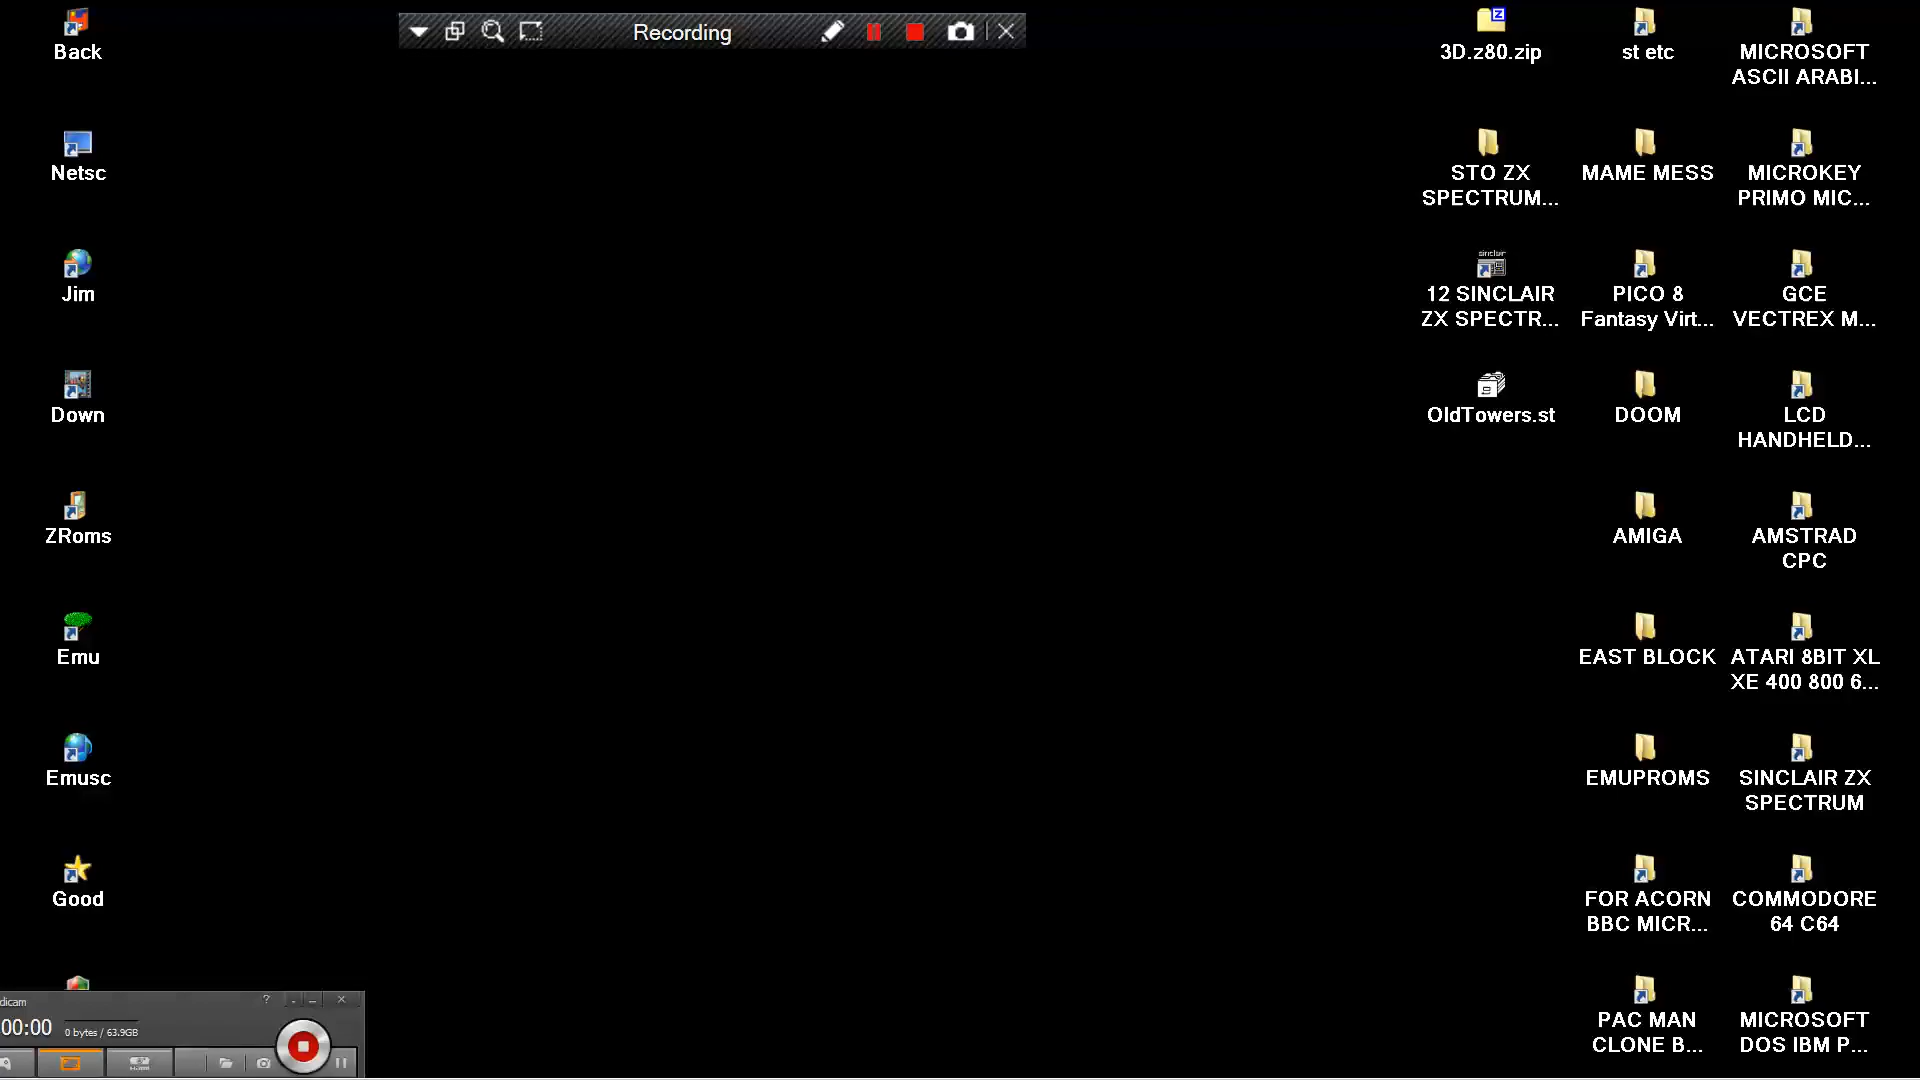 Back
Netsc
Jim
Down
ZRoms
Emu
Emusc
Good
Recording
3D.z80.zip
STO ZX
SPECTRUM...
sinclair
12 SINCLAIR
ZX SPECTR...
OldTowers.st
st etc
MAME MESS
PICO 8
Fantasy Virt...
DOOM
AMIGA
EAST BLOCK
EMUPROMS
FOR ACORN
BBC MICR...
PAC MAN
CLONE B...
MICROSOFT
ASCII ARABI...
MICROKEY
PRIMO MIC...
GCE
VECTREX M...
LCD
HANDHELD...
AMSTRAD
CPC
ATARI 8BIT XL
XE 400 800 6...
SINCLAIR ZX
SPECTRUM
COMMODORE
64 C64
MICROSOFT
DOS IBM P...
dicam
00:00
0 bytes / 63.9GB